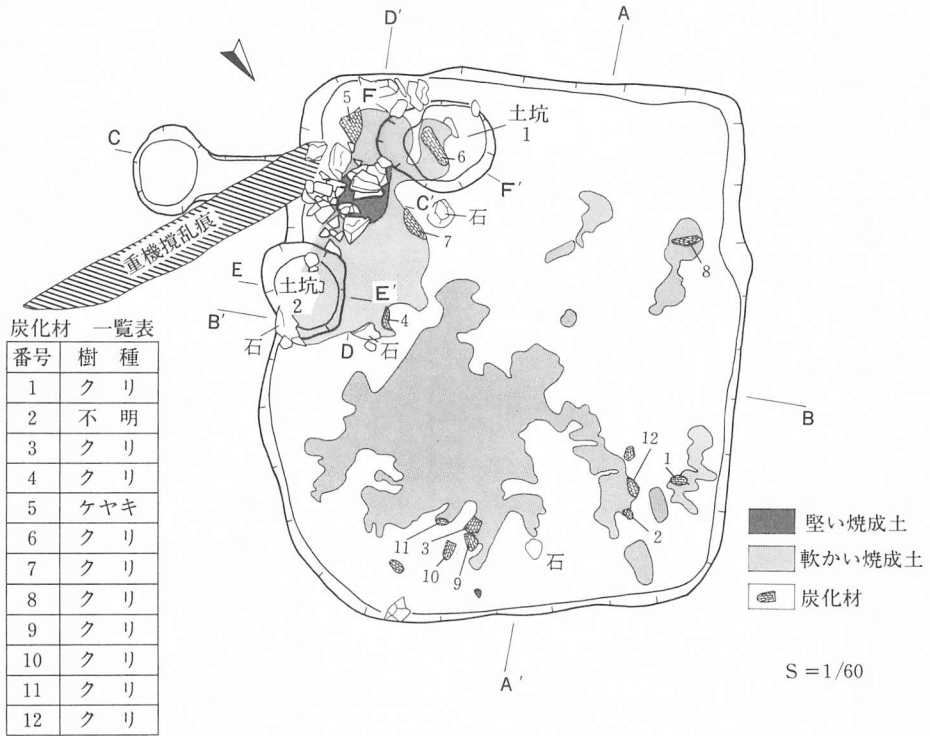 D'
A
C
5
F
土坑
1
6
F'
C'
石
7
重機撹乱痕
8
E
土坑
2
E'
B'
石
4
D
石
B
12
1
2
11
3
10
9
石
A'
炭化材 一覧表
番号 樹種
1 クリ
2 不明
3 クリ
4 クリ
5 ケヤキ
6 クリ
7 クリ
8 クリ
9 クリ
10 クリ
11 クリ
12 クリ
堅い焼成土
軟かい焼成土
炭化材
S=1/60